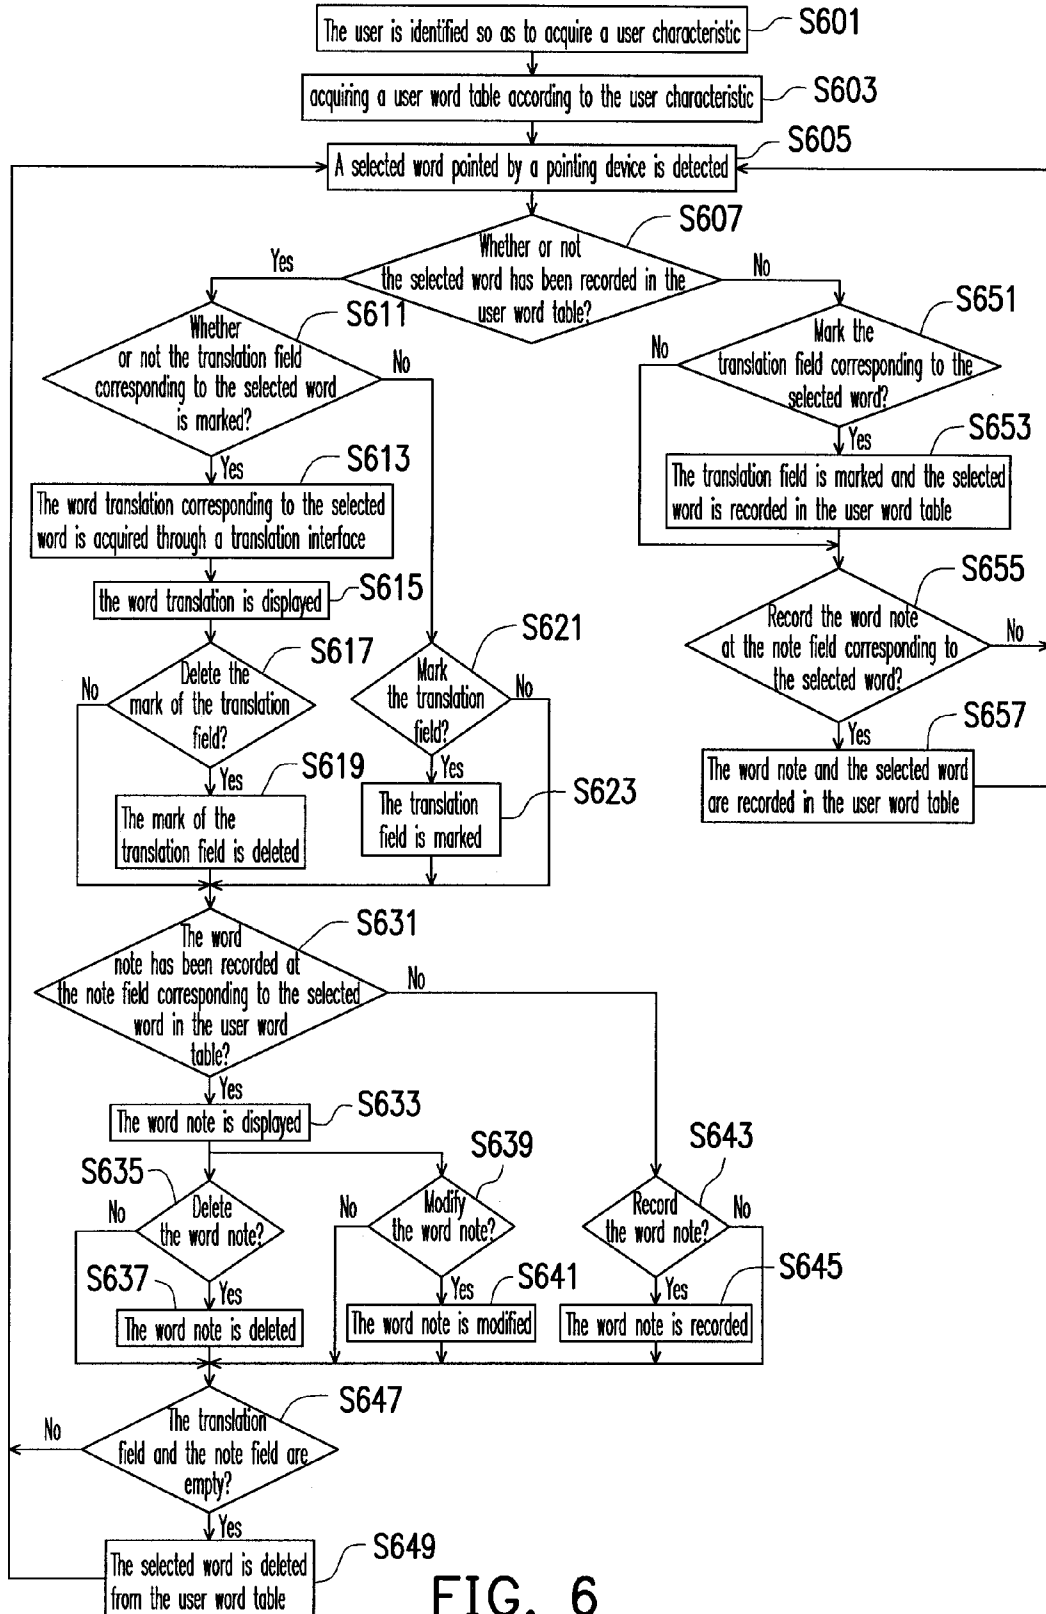 The user is identified so as to acquire a user characteristic
S601
acquiring a user word table according to the user characteristic
S603
A selected word pointed by a pointing device is detected
S605
S607
Whether or not
the selected word has been recorded in the
user word table?
Yes
No
S611
Whether
or not the translation field
corresponding to the selected word
is marked?
No
Yes
S651
Mark the
translation field corresponding to the
selected word?
No
Yes
S613
The word translation corresponding to the selected
word is acquired through a translation interface
S653
The translation field is marked and the selected
word is recorded in the user word table
the word translation is displayed
S615
S655
Record the word note
at the note field corresponding to
the selected word?
No
Yes
S617
Delete the
mark of the translation
field?
No
Yes
S621
Mark
the translation
field?
No
Yes
S657
The word note and the selected word
are recorded in the user word table
S619
The mark of the
translation field is deleted
S623
The translation
field is marked
S631
The word
note has been recorded at
the note field corresponding to the selected
word in the user word
table?
No
Yes
The word note is displayed
S633
S635
Delete
the word note?
No
Yes
S639
Modify
the word note?
No
Yes
S643
Record
the word note?
No
Yes
S637
The word note is deleted
S641
The word note is modified
S645
The word note is recorded
S647
The translation
field and the note field are
empty?
No
Yes
S649
The selected word is deleted
from the user word table
FIG. 6